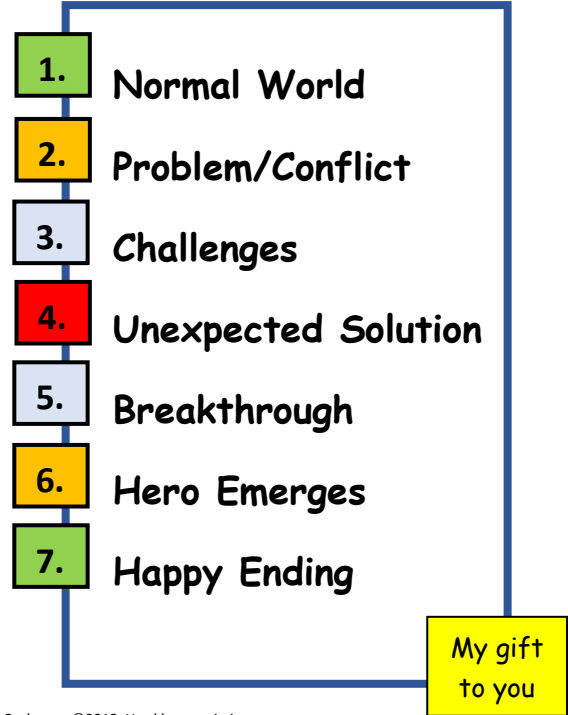 1. Normal World
2. Problem/Conflict
3. Challenges
4. Unexpected Solution
5. Breakthrough
6. Hero Emerges
7. Happy Ending
My gift
to you